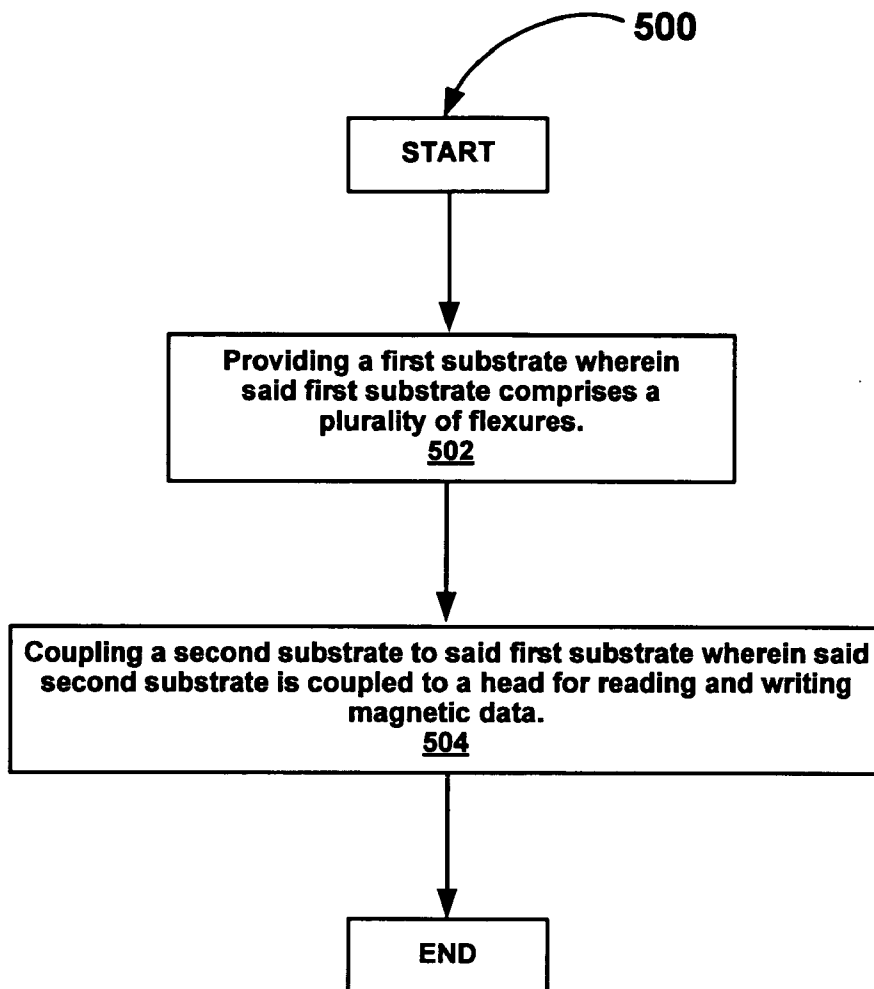 500
START
Providing a first substrate wherein
said first substrate comprises a
plurality of flexures.
502
Coupling a second substrate to said first substrate wherein said
second substrate is coupled to a head for reading and writing
magnetic data.
504
END